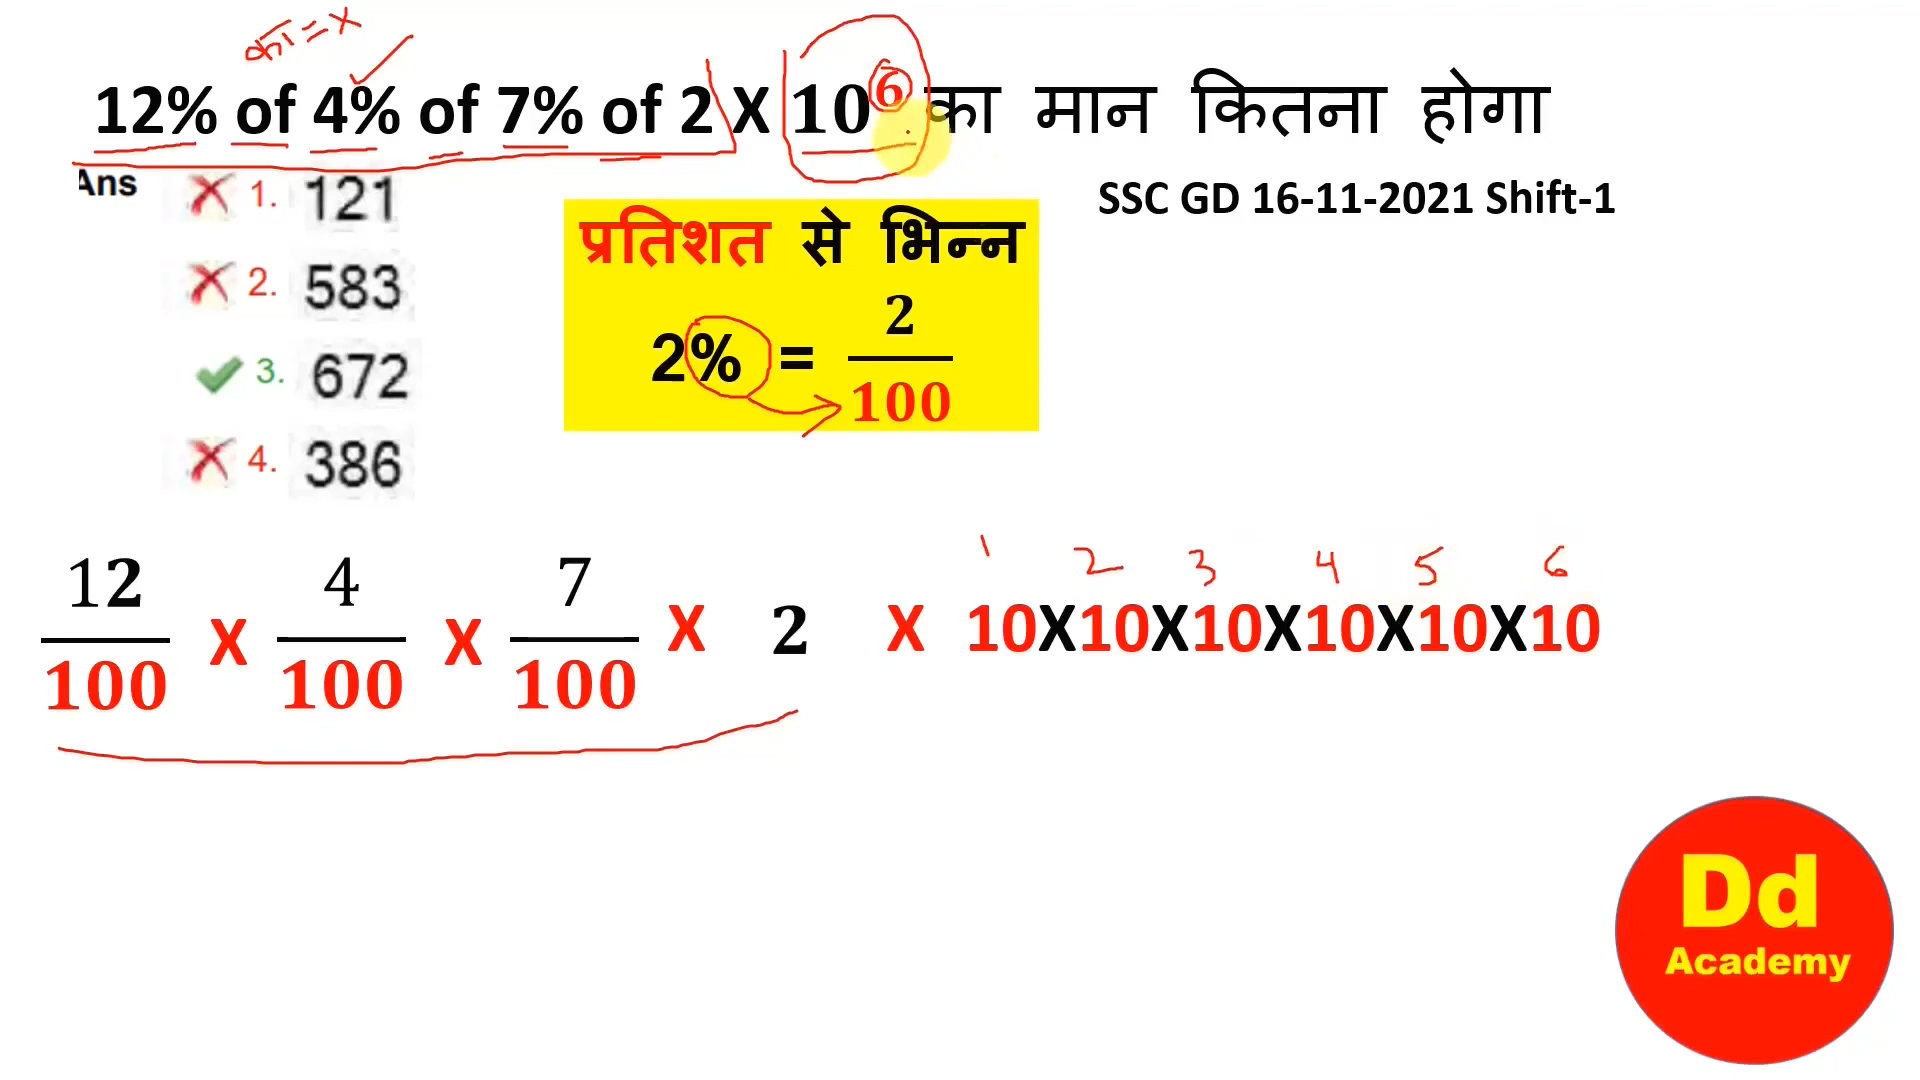 का = x
12% of 4% of 7% of 2 X 10⁶ का मान कितना होगा
Ans
1. 121
2. 583
3. 672
4. 386
SSC GD 16-11-2021 Shift-1
प्रतिशत से भिन्न
2% = 2/100
1 2 3 4 5 6
12/100 X 4/100 X 7/100 X 2 X 10X10X10X10X10X10
Dd
Academy